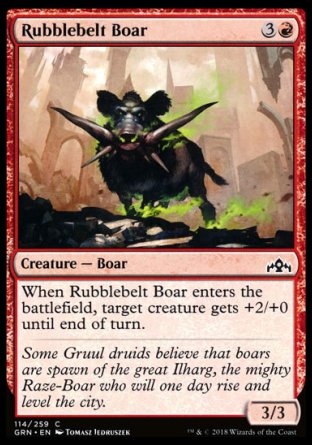 Rubblebelt Boar 3
Creature — Boar
When Rubblebelt Boar enters the
battlefield, target creature gets +2/+0
until end of turn.
Some Gruul druids believe that boars
are spawn of the great Ilharg, the mighty
Raze-Boar who will one day rise and
level the city.
3/3
114/259 C
GRN • EN Tomasz Jedruszek
™ & © 2018 Wizards of the Coast